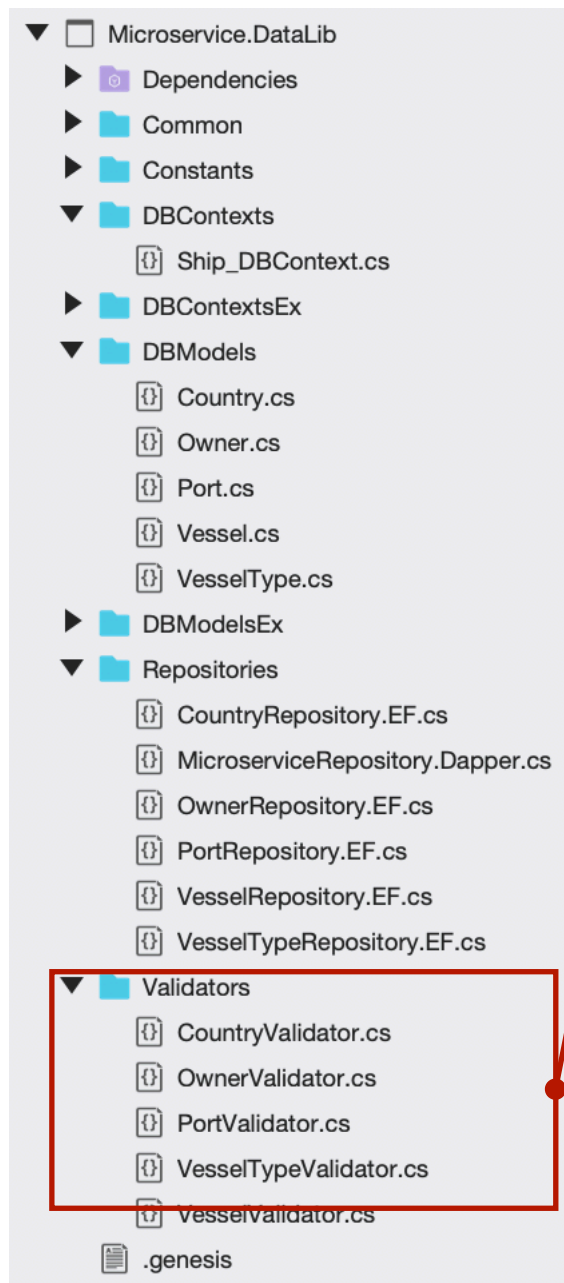 Microservice.DataLib
Dependencies
Common
Constants
DBContexts
Ship_DBContext.cs
DBContextsEx
DBModels
Country.cs
Owner.cs
Port.cs
Vessel.cs
VesselType.cs
DBModelsEx
Repositories
CountryRepository.EF.cs
MicroserviceRepository.Dapper.cs
OwnerRepository.EF.cs
PortRepository.EF.cs
VesselRepository.EF.cs
VesselTypeRepository.EF.cs
Validators
CountryValidator.cs
OwnerValidator.cs
PortValidator.cs
VesselTypeValidator.cs
VesselValidator.cs
.genesis